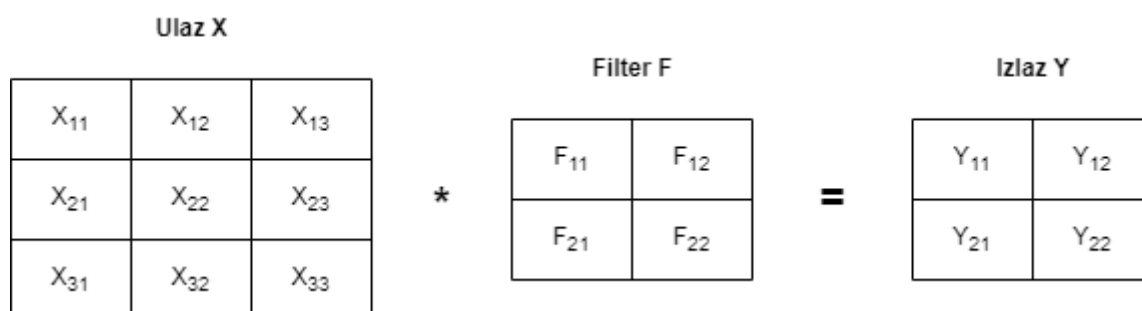 Ulaz X
Filter F
Izlaz Y
X11 X12 X13
X21 X22 X23
X31 X32 X33
*
F11 F12
F21 F22
=
Y11 Y12
Y21 Y22